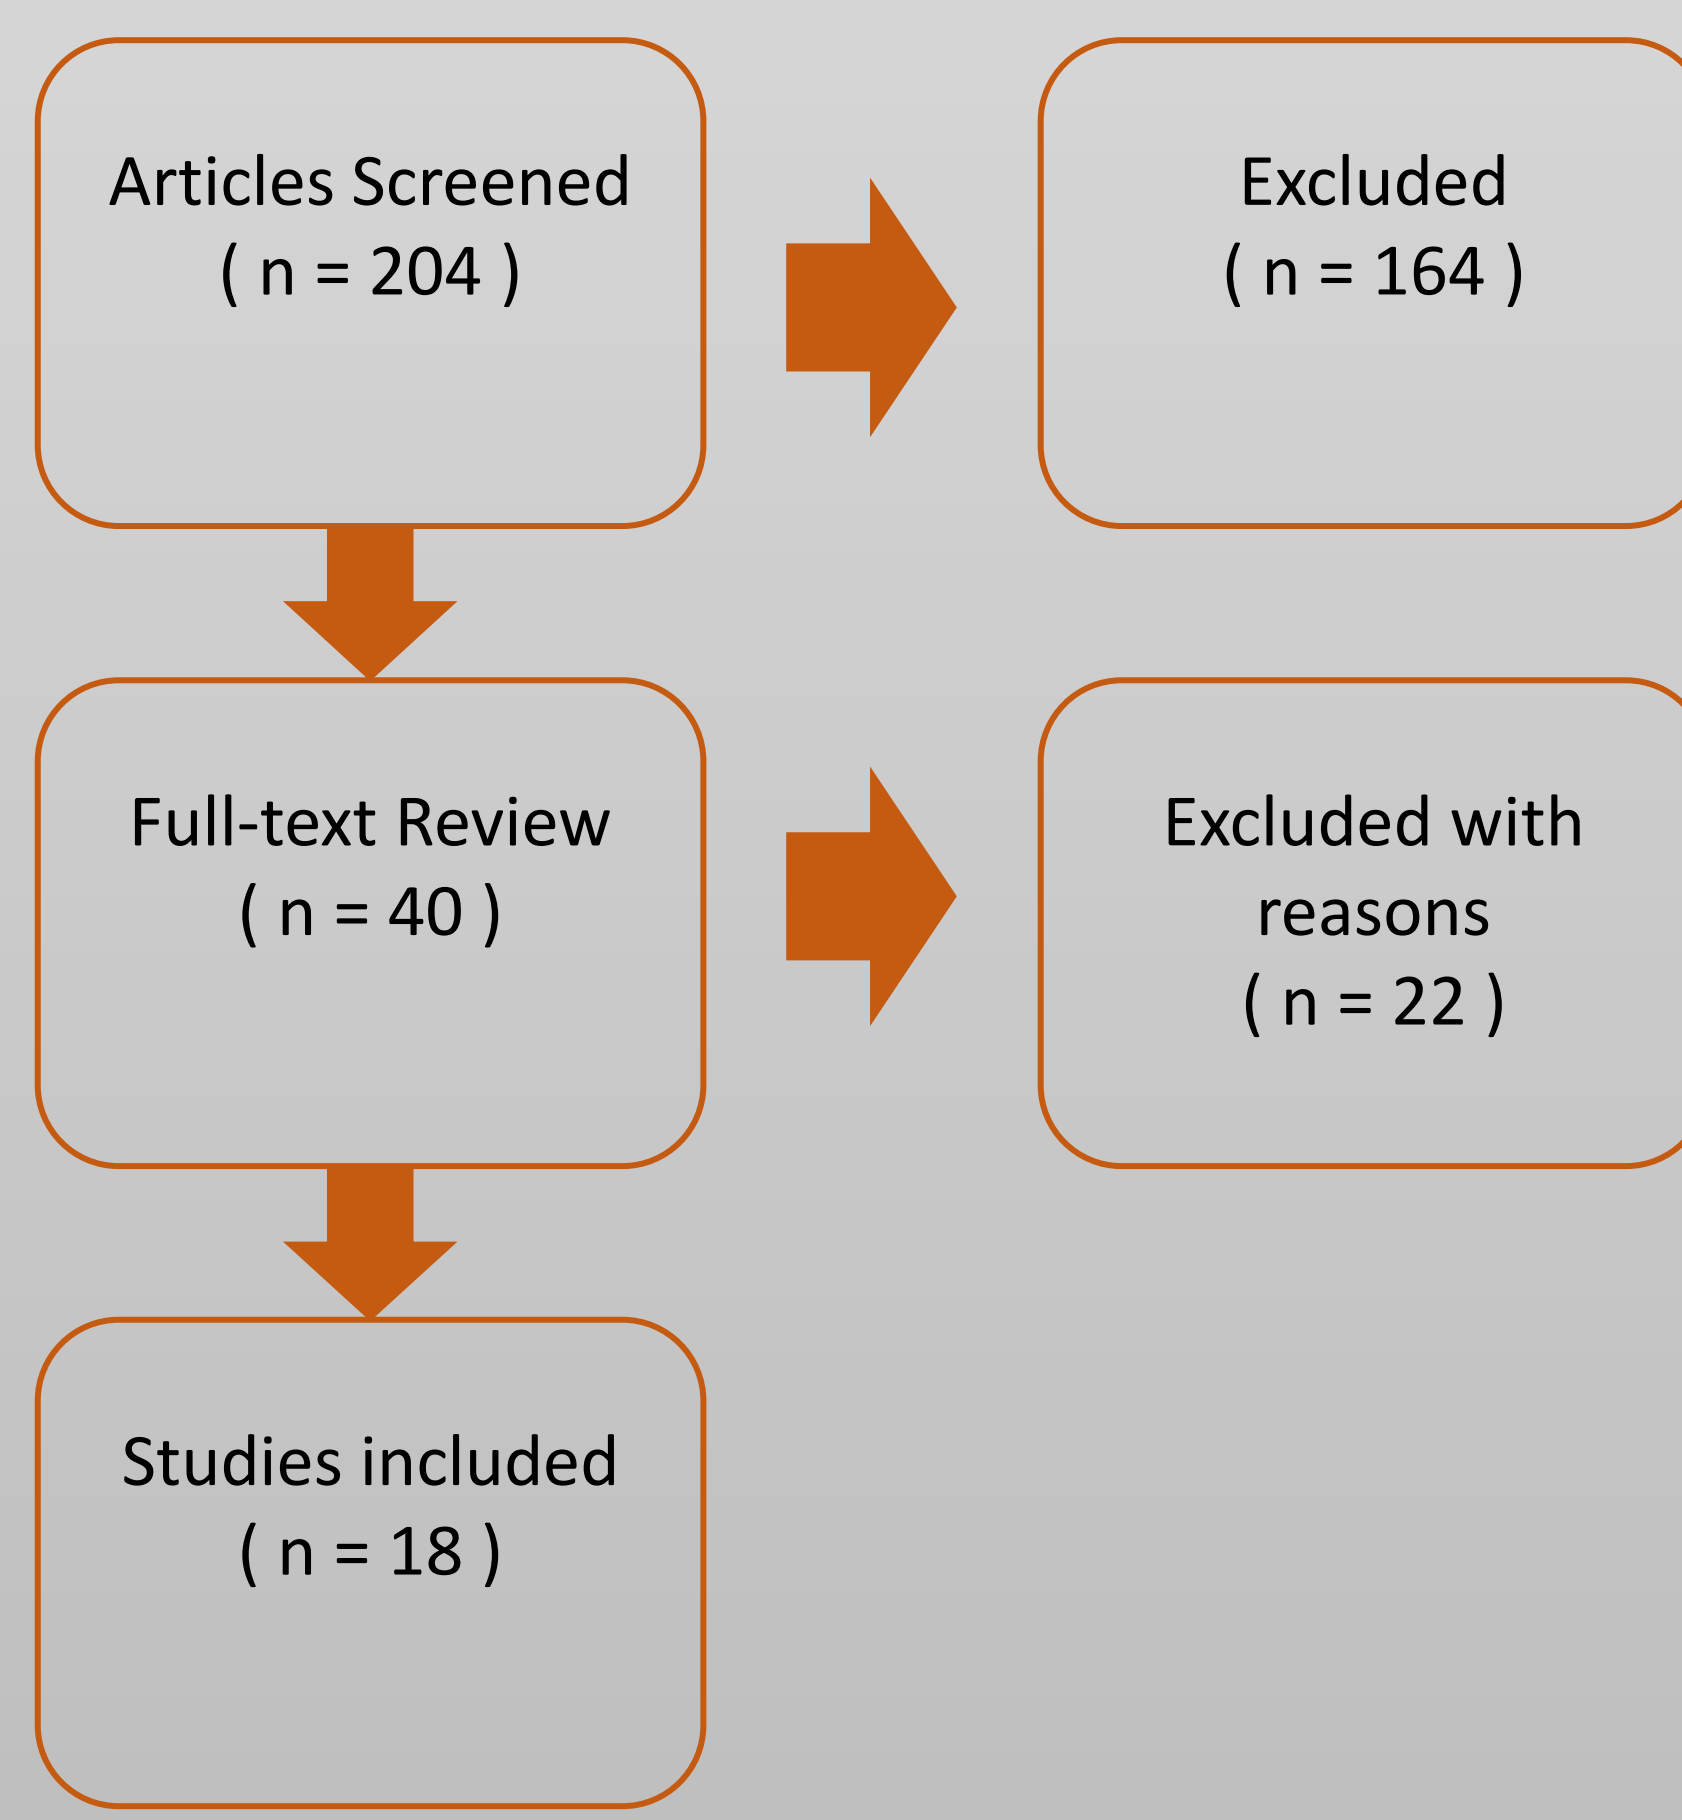 Articles Screened
( n = 204 )
Excluded
( n = 164 )
Full-text Review
( n = 40 )
Excluded with
reasons
( n = 22 )
Studies included
( n = 18 )